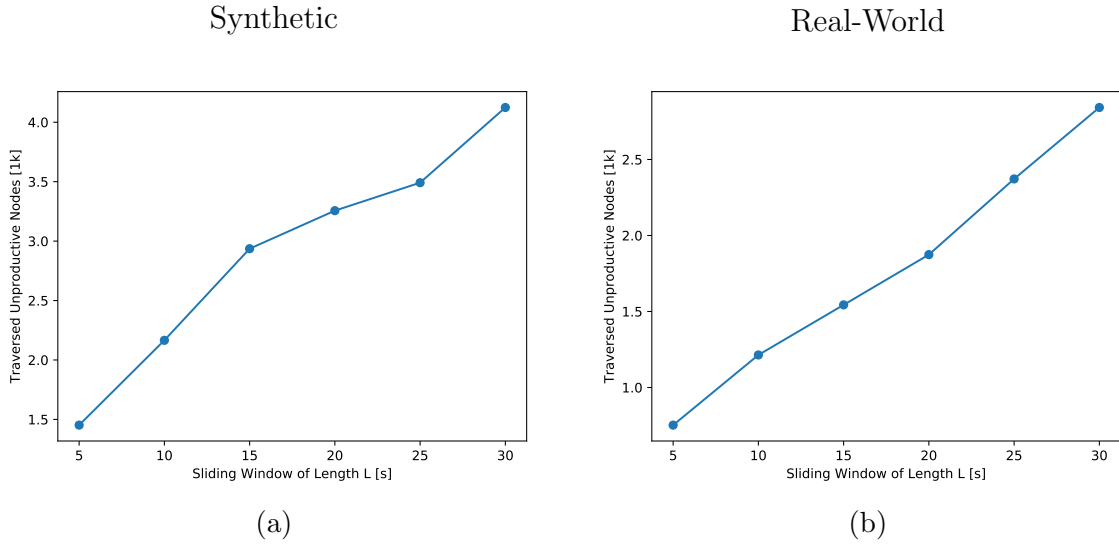 Synthetic
4.0
3.5
3.0
2.5
2.0
1.5
Traversed Unproductive Nodes [1k]
5 10 15 20 25 30
Sliding Window of Length L [s]
(a)
Real-World
2.5
2.0
1.5
1.0
Traversed Unproductive Nodes [1k]
5 10 15 20 25 30
Sliding Window of Length L [s]
(b)